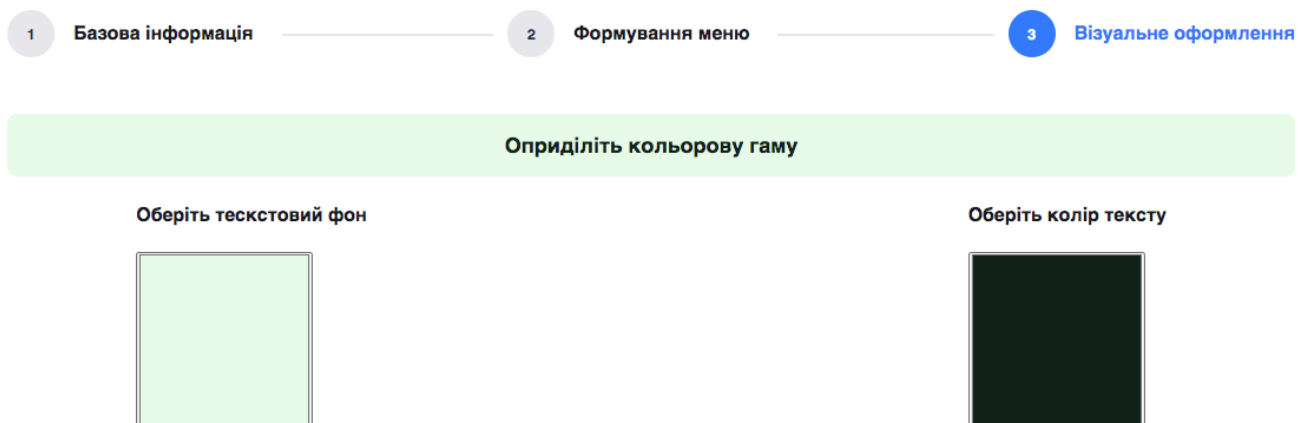 1 Базова інформація 2 Формування меню 3 Візуальне оформлення
Оприділіть кольорову гаму
Оберіть тескстовий фон Оберіть колір тексту